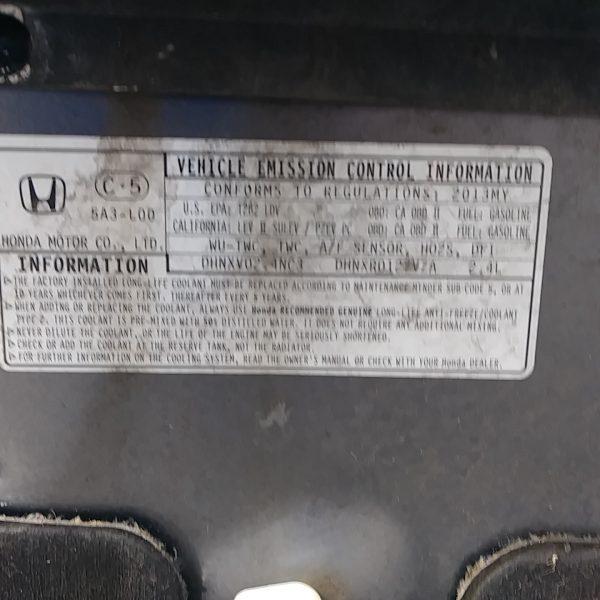 VEHICLE EMISSION CONTROL INFORMATION
C-5
CONFORMS TO REGULATIONS, 2013MY
5A3-L00
U.S. EPA: T2B2 LDV OBD: CA OBD II FUEL: GASOLINE
CALIFORNIA: LEV II SULEV / PZEV PC OBD: CA OBD II FUEL: GASOLINE
HONDA MOTOR CO., LTD.
WU-TWC, TWC, A/F SENSOR, HO2S, DFI
INFORMATION
2.4L
▷THE FACTORY INSTALLED LONG-LIFE COOLANT MUST BE REPLACED ACCORDING TO MAINTENANCE MINDER SUB CODE 5, OR AT
10 YEARS WHICHEVER COMES FIRST. THEREAFTER EVERY 5 YEARS.
▷WHEN ADDING OR REPLACING THE COOLANT, ALWAYS USE Honda RECOMMENDED GENUINE LONG-LIFE ANTI-FREEZE/COOLANT
TYPE 2. THIS COOLANT IS PRE-MIXED WITH 50% DISTILLED WATER. IT DOES NOT REQUIRE ANY ADDITIONAL MIXING.
▷NEVER DILUTE THE COOLANT, OR THE LIFE OF THE ENGINE MAY BE SERIOUSLY SHORTENED.
▷CHECK OR ADD THE COOLANT AT THE RESERVE TANK, NOT THE RADIATOR
▷FOR FURTHER INFORMATION ON THE COOLING SYSTEM, READ THE OWNER'S MANUAL OR CHECK WITH YOUR Honda DEALER.